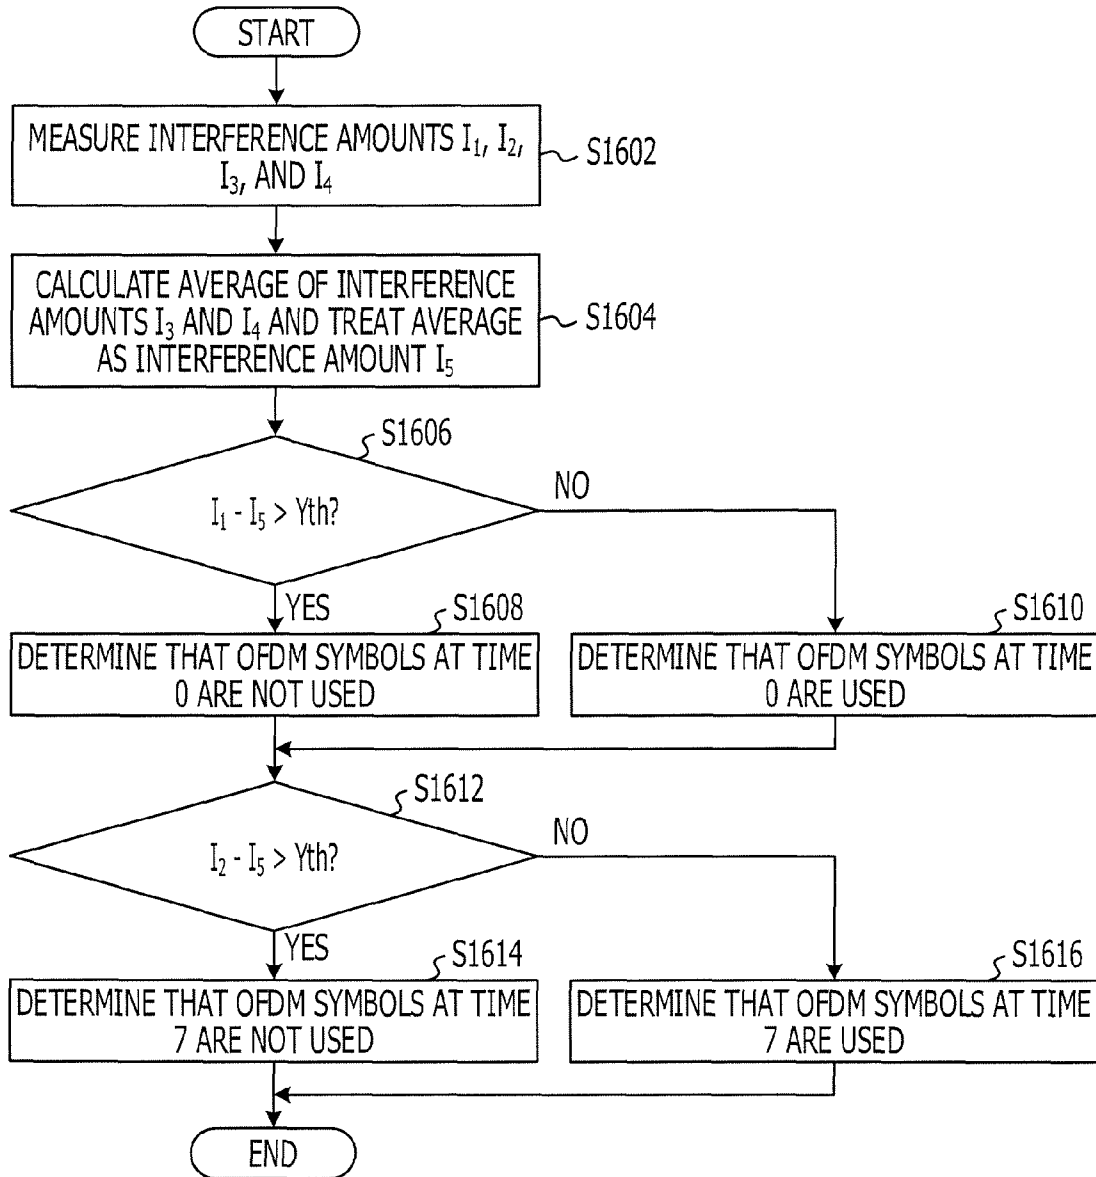 START
MEASURE INTERFERENCE AMOUNTS I₁, I₂,
I₃, AND I₄
S1602
CALCULATE AVERAGE OF INTERFERENCE
AMOUNTS I₃ AND I₄ AND TREAT AVERAGE
AS INTERFERENCE AMOUNT I₅
S1604
S1606
I₁ - I₅ > Yth?
NO
YES
S1608
DETERMINE THAT OFDM SYMBOLS AT TIME
0 ARE NOT USED
S1610
DETERMINE THAT OFDM SYMBOLS AT TIME
0 ARE USED
S1612
I₂ - I₅ > Yth?
NO
YES
S1614
DETERMINE THAT OFDM SYMBOLS AT TIME
7 ARE NOT USED
S1616
DETERMINE THAT OFDM SYMBOLS AT TIME
7 ARE USED
END